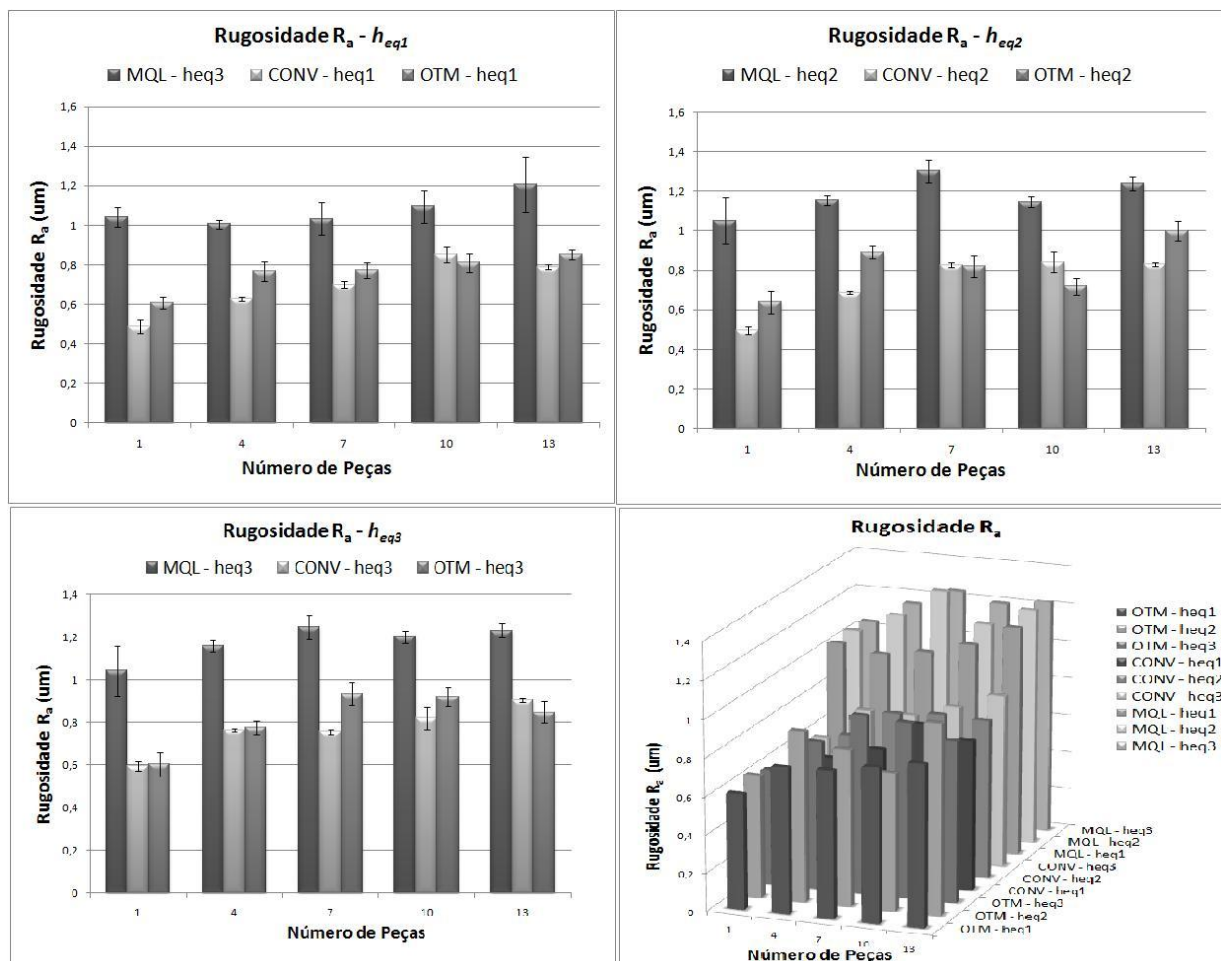 Rugosidade Ra - heq1
MQL - heq3 CONV - heq1 OTM - heq1
Rugosidade Ra (um)
1,6
1,4
1,2
1
0,8
0,6
0,4
0,2
0
1 4 7 10 13
Número de Peças
Rugosidade Ra - heq2
MQL - heq2 CONV - heq2 OTM - heq2
Rugosidade Ra (um)
1,6
1,4
1,2
1
0,8
0,6
0,4
0,2
0
1 4 7 10 13
Número de Peças
Rugosidade Ra - heq3
MQL - heq3 CONV - heq3 OTM - heq3
Rugosidade Ra (um)
1,4
1,2
1
0,8
0,6
0,4
0,2
0
1 4 7 10 13
Número de Peças
Rugosidade Ra
Rugosidade Ra (um)
1,4
1,2
1
0,8
0,6
0,4
0,2
0
1 4 7 10 13
Número de Peças
OTM - heq1
OTM - heq2
OTM - heq3
CONV - heq1
CONV - heq2
CONV - heq3
MQL - heq1
MQL - heq2
MQL - heq3
MQL - heq3
MQL - heq2
MQL - heq1
CONV - heq3
CONV - heq2
CONV - heq1
OTM - heq3
OTM - heq2
OTM - heq1